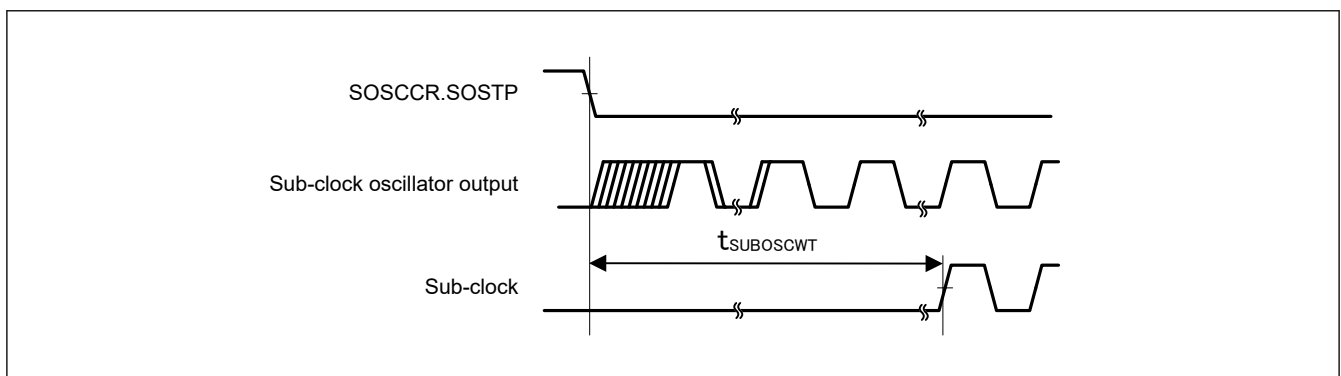 SOSCCR.SOSTP
Sub-clock oscillator output
tSUBOSCWT
Sub-clock